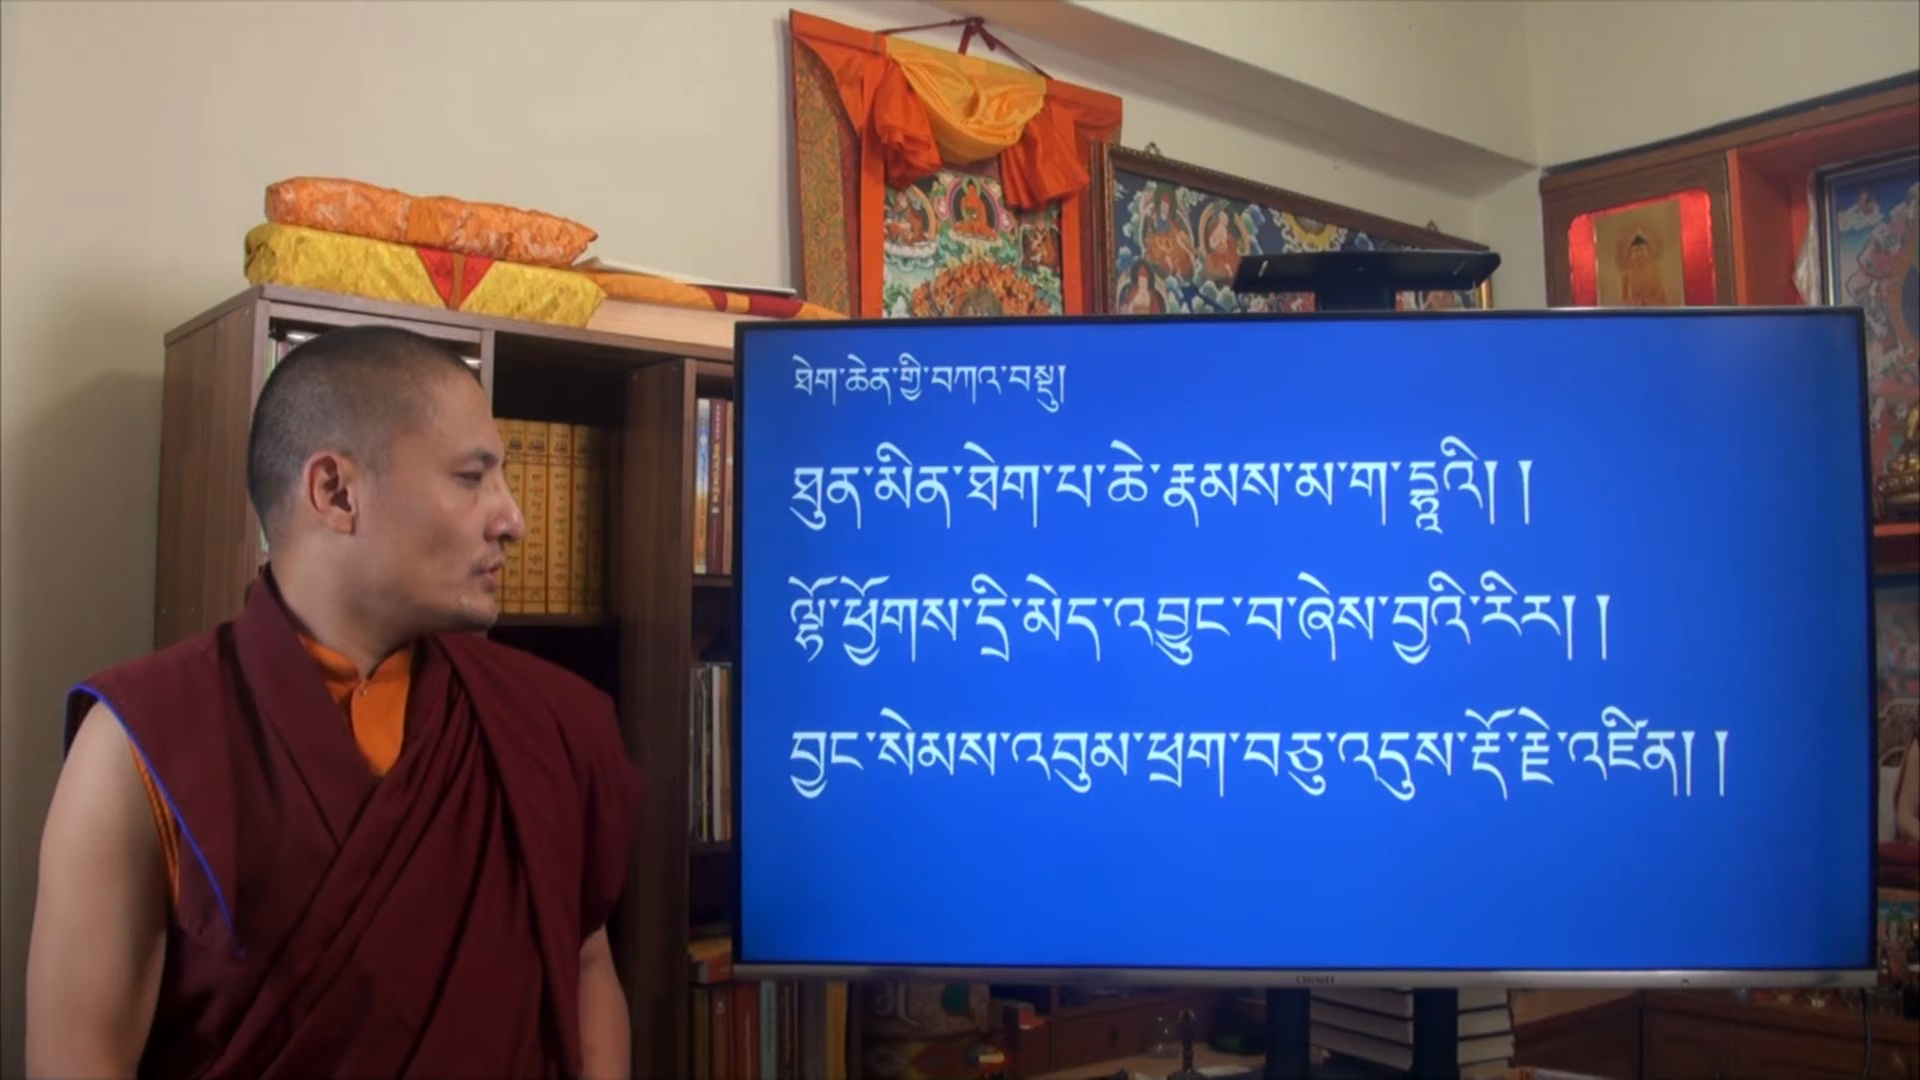 ཐེག་ཆེན་གྱི་བཀའ་བསྡུ།
ཐུན་མིན་ཐེག་པ་ཆེ་རྣམས་མ་ག་དྷཱའི། །
ལྷོ་ཕྱོགས་དྲི་མེད་འབྱུང་བ་ཞེས་བྱའི་རིར། །
བྱང་སེམས་འབུམ་ཕྲག་བཅུ་འདུས་རྡོ་རྗེ་འཛིན། །